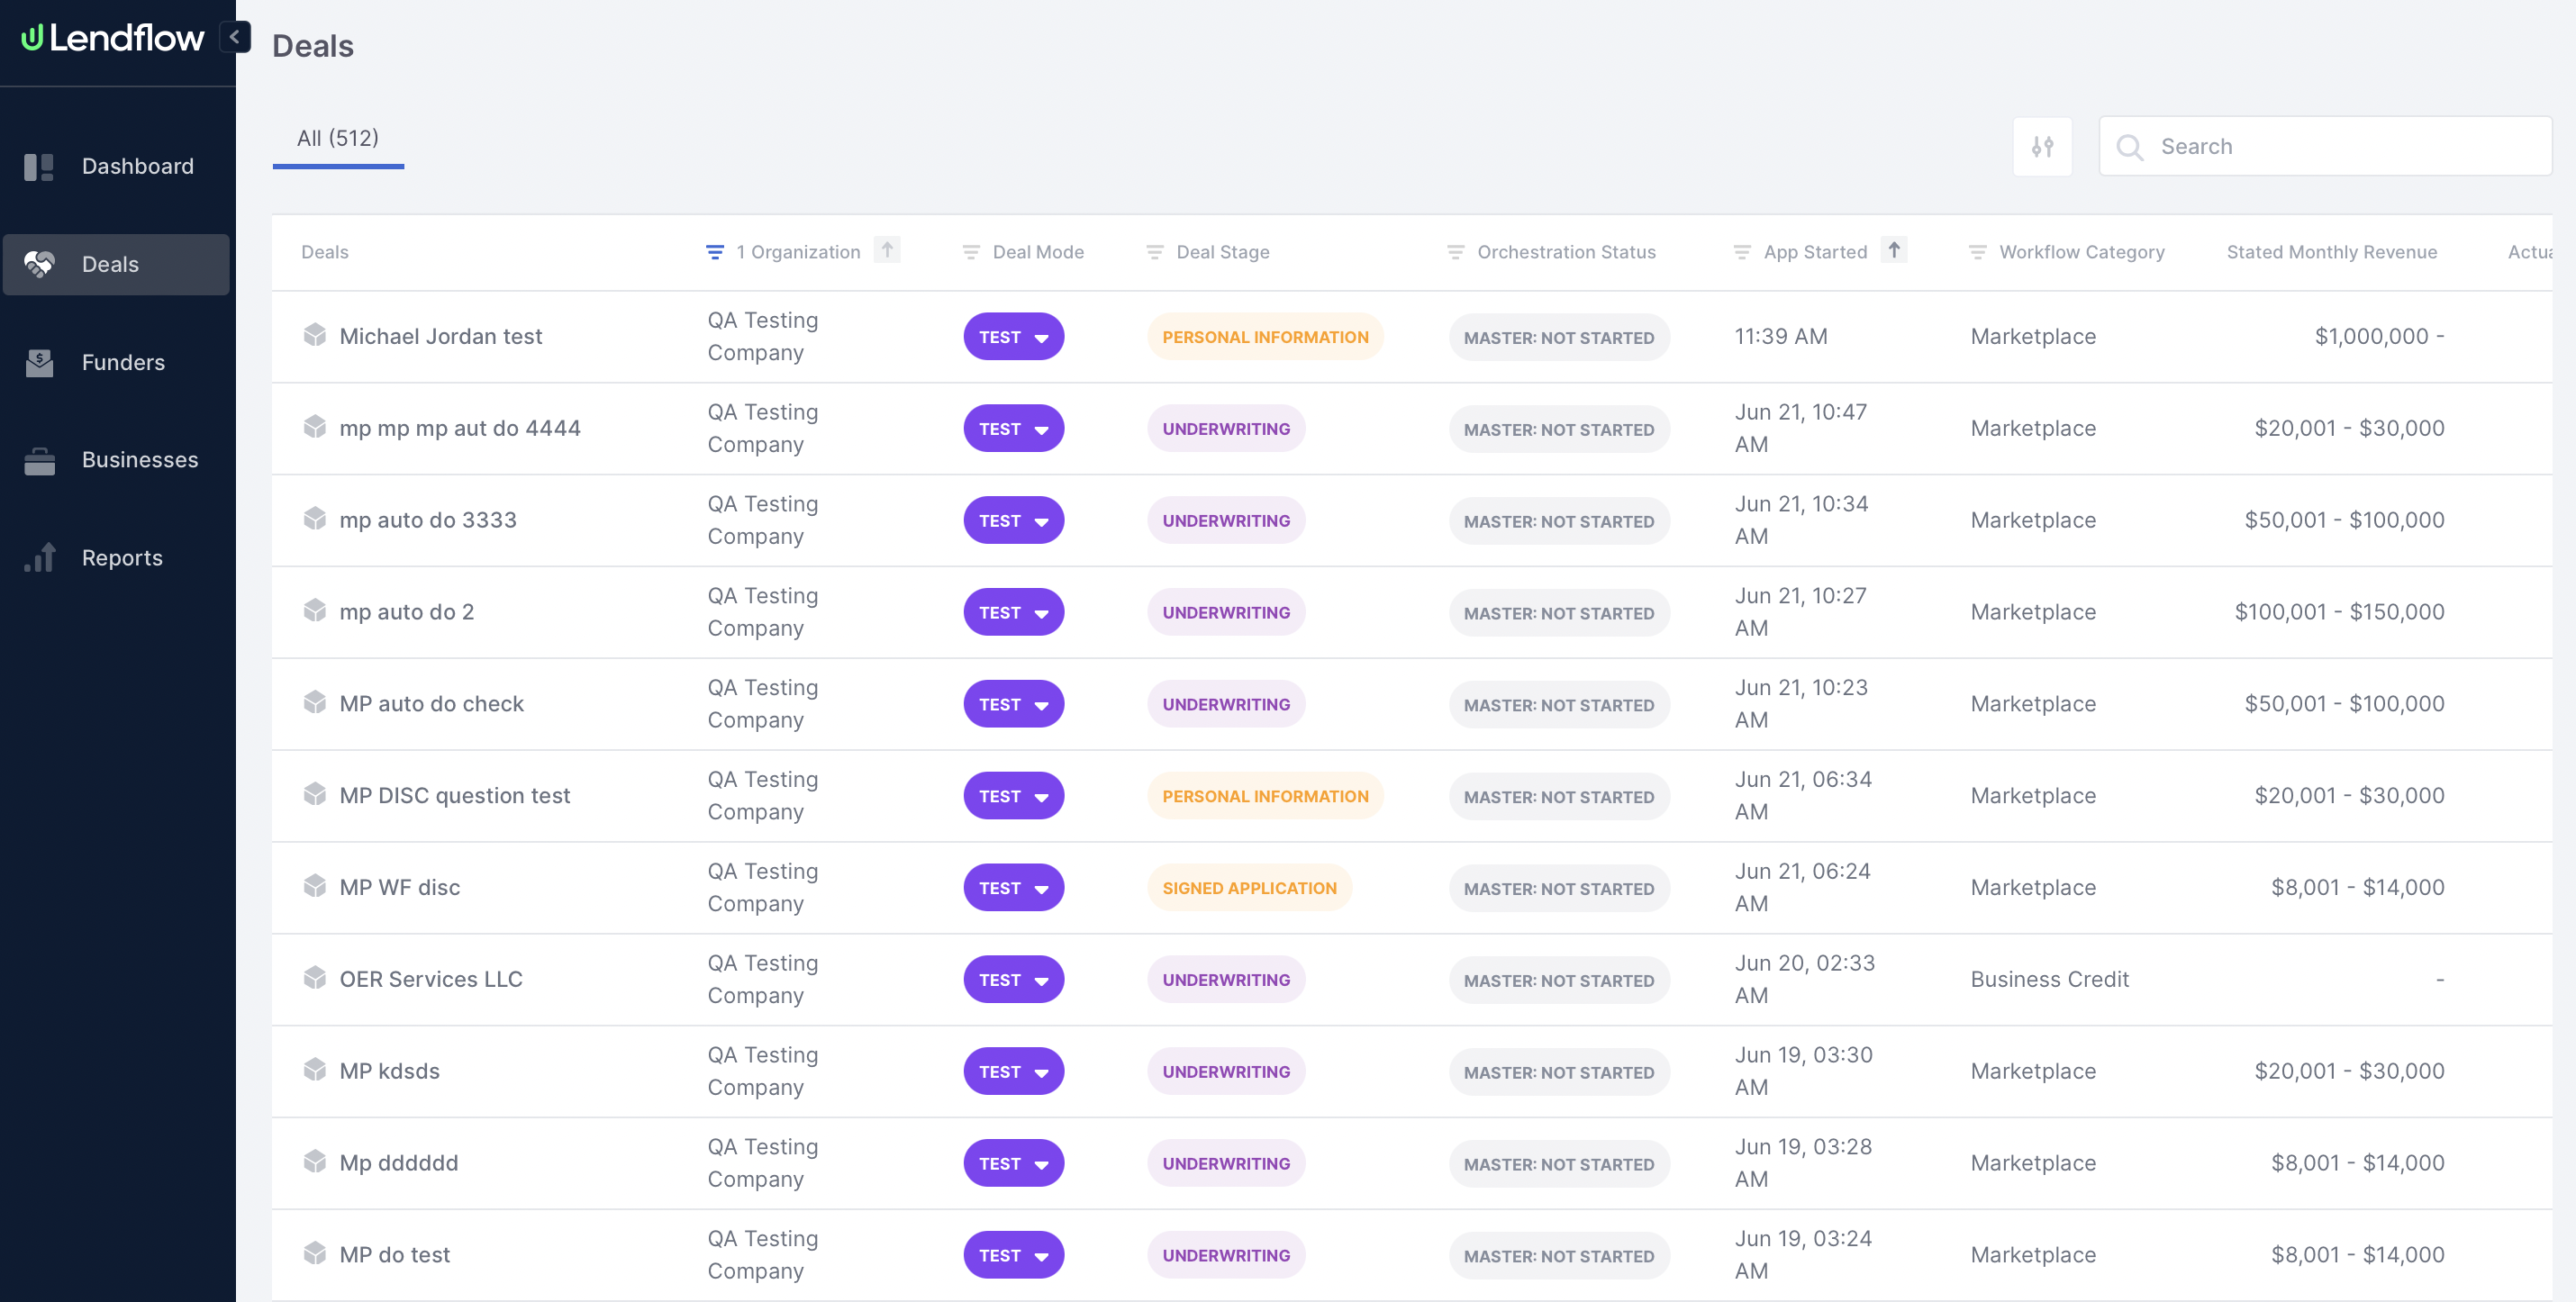 Lendflow
Deals
All (512)
Search
Dashboard
Deals
Funders
Businesses
Reports
Deals 1 Organization Deal Mode Deal Stage Orchestration Status App Started Workflow Category Stated Monthly Revenue Actua
Michael Jordan test QA Testing Company TEST PERSONAL INFORMATION MASTER: NOT STARTED 11:39 AM Marketplace $1,000,000 -
mp mp mp aut do 4444 QA Testing Company TEST UNDERWRITING MASTER: NOT STARTED Jun 21, 10:47 AM Marketplace $20,001 - $30,000
mp auto do 3333 QA Testing Company TEST UNDERWRITING MASTER: NOT STARTED Jun 21, 10:34 AM Marketplace $50,001 - $100,000
mp auto do 2 QA Testing Company TEST UNDERWRITING MASTER: NOT STARTED Jun 21, 10:27 AM Marketplace $100,001 - $150,000
MP auto do check QA Testing Company TEST UNDERWRITING MASTER: NOT STARTED Jun 21, 10:23 AM Marketplace $50,001 - $100,000
MP DISC question test QA Testing Company TEST PERSONAL INFORMATION MASTER: NOT STARTED Jun 21, 06:34 AM Marketplace $20,001 - $30,000
MP WF disc QA Testing Company TEST SIGNED APPLICATION MASTER: NOT STARTED Jun 21, 06:24 AM Marketplace $8,001 - $14,000
OER Services LLC QA Testing Company TEST UNDERWRITING MASTER: NOT STARTED Jun 20, 02:33 AM Business Credit -
MP kdsds QA Testing Company TEST UNDERWRITING MASTER: NOT STARTED Jun 19, 03:30 AM Marketplace $20,001 - $30,000
Mp dddddd QA Testing Company TEST UNDERWRITING MASTER: NOT STARTED Jun 19, 03:28 AM Marketplace $8,001 - $14,000
MP do test QA Testing Company TEST UNDERWRITING MASTER: NOT STARTED Jun 19, 03:24 AM Marketplace $8,001 - $14,000